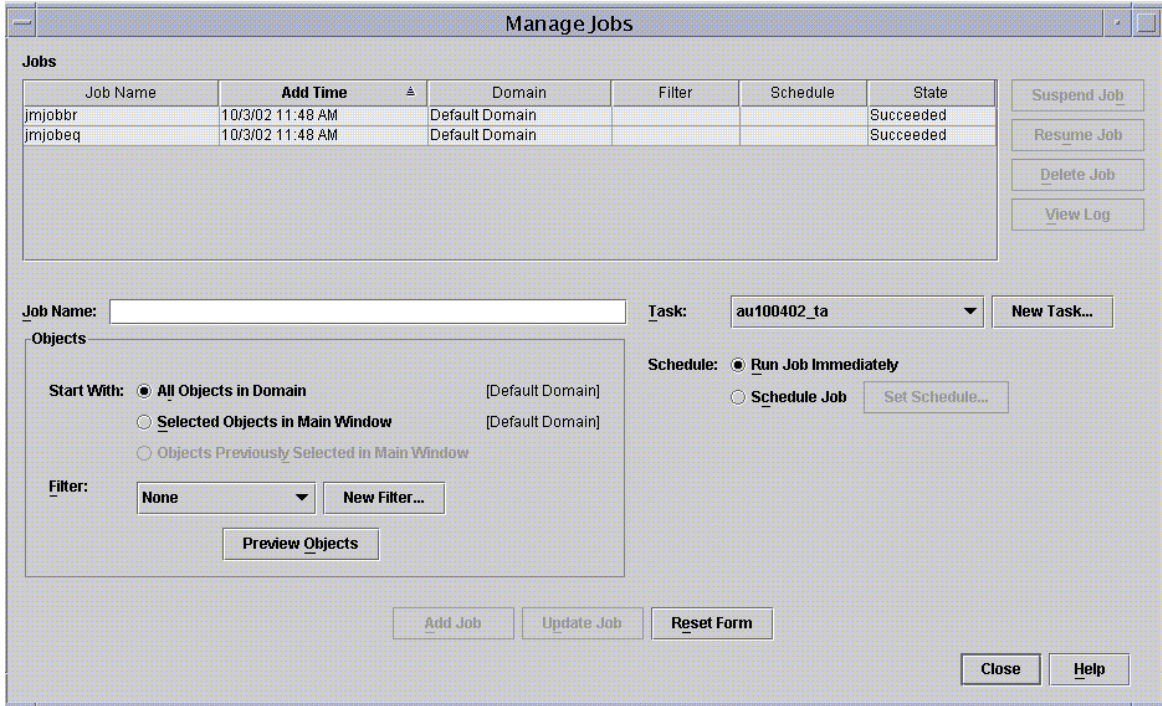 Manage Jobs
Jobs
Job Name Add Time Domain Filter Schedule State
jmjobbr 10/3/02 11:48 AM Default Domain Succeeded
jmjobeq 10/3/02 11:48 AM Default Domain Succeeded
Suspend Job
Resume Job
Delete Job
View Log
Job Name:
Task: au100402_ta New Task...
Objects
Start With: All Objects in Domain [Default Domain]
Selected Objects in Main Window [Default Domain]
Objects Previously Selected in Main Window
Filter: None New Filter...
Preview Objects
Schedule: Run Job Immediately
Schedule Job Set Schedule...
Add Job Update Job Reset Form
Close Help